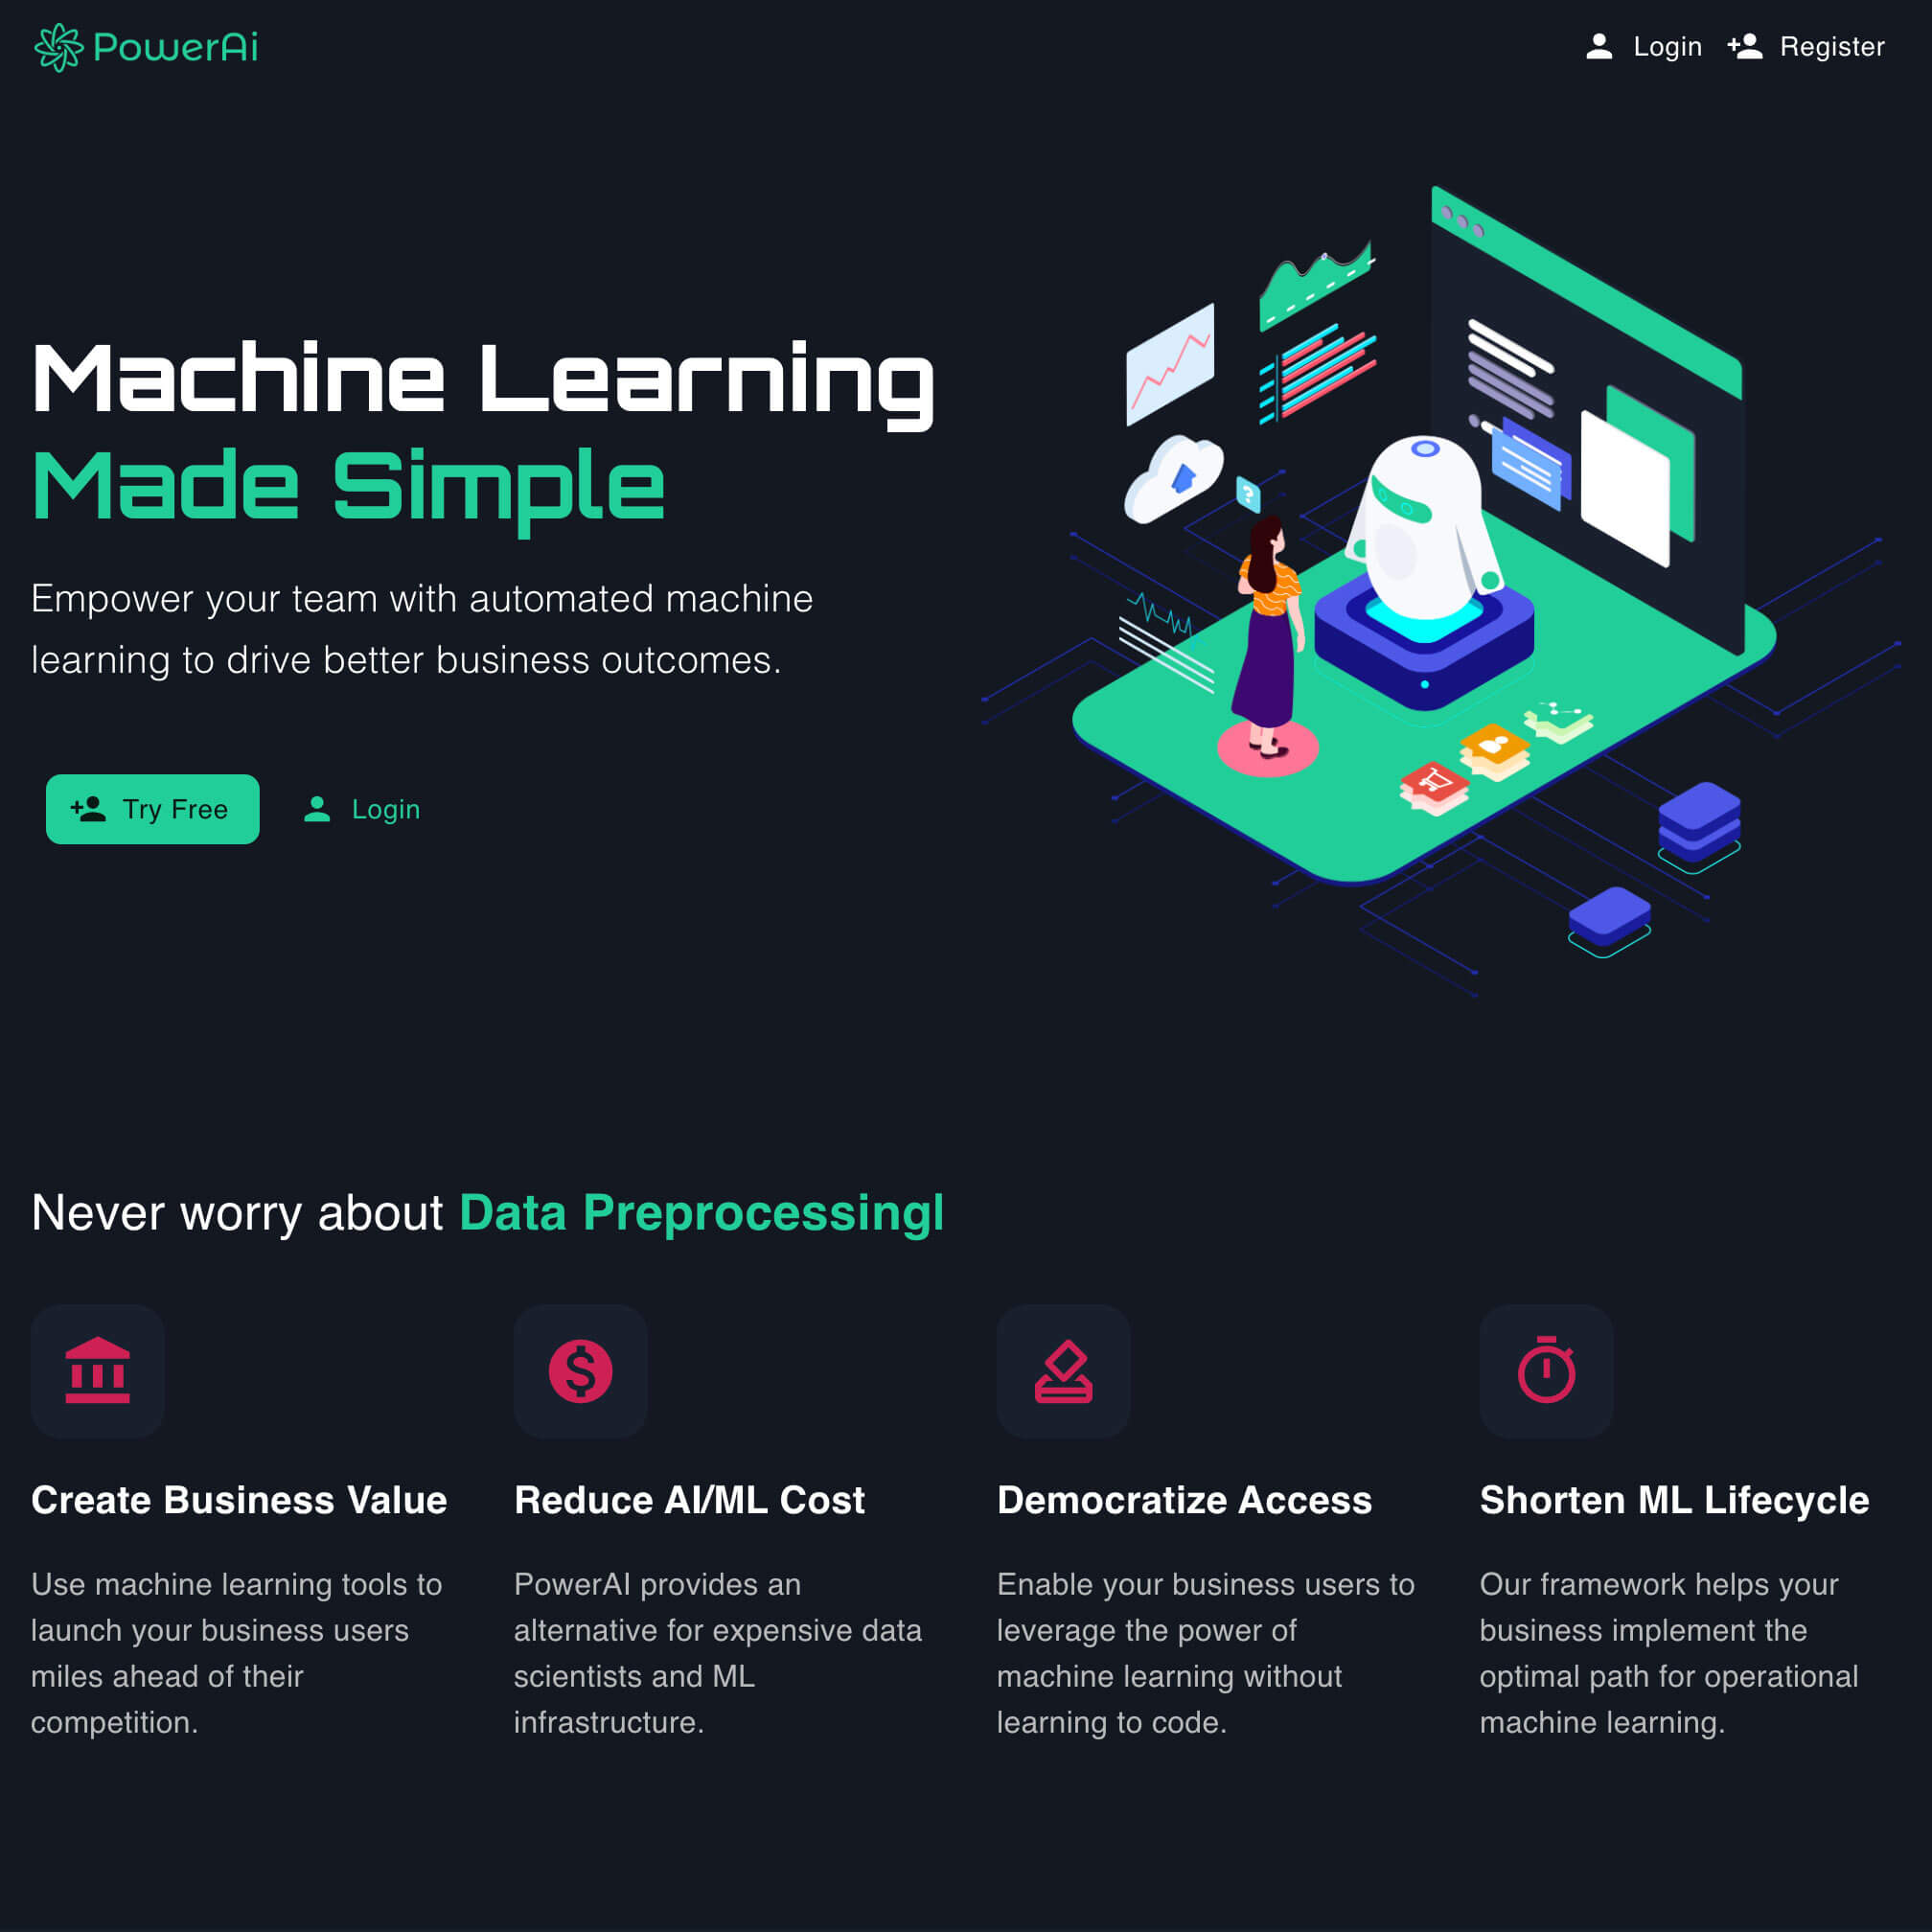 PowerAi
Login
Register
Machine Learning
Made Simple
Empower your team with automated machine
learning to drive better business outcomes.
Try Free
Login
Never worry about Data Preprocessing
Create Business Value
Use machine learning tools to
launch your business users
miles ahead of their
competition.
Reduce AI/ML Cost
PowerAI provides an
alternative for expensive data
scientists and ML
infrastructure.
Democratize Access
Enable your business users to
leverage the power of
machine learning without
learning to code.
Shorten ML Lifecycle
Our framework helps your
business implement the
optimal path for operational
machine learning.